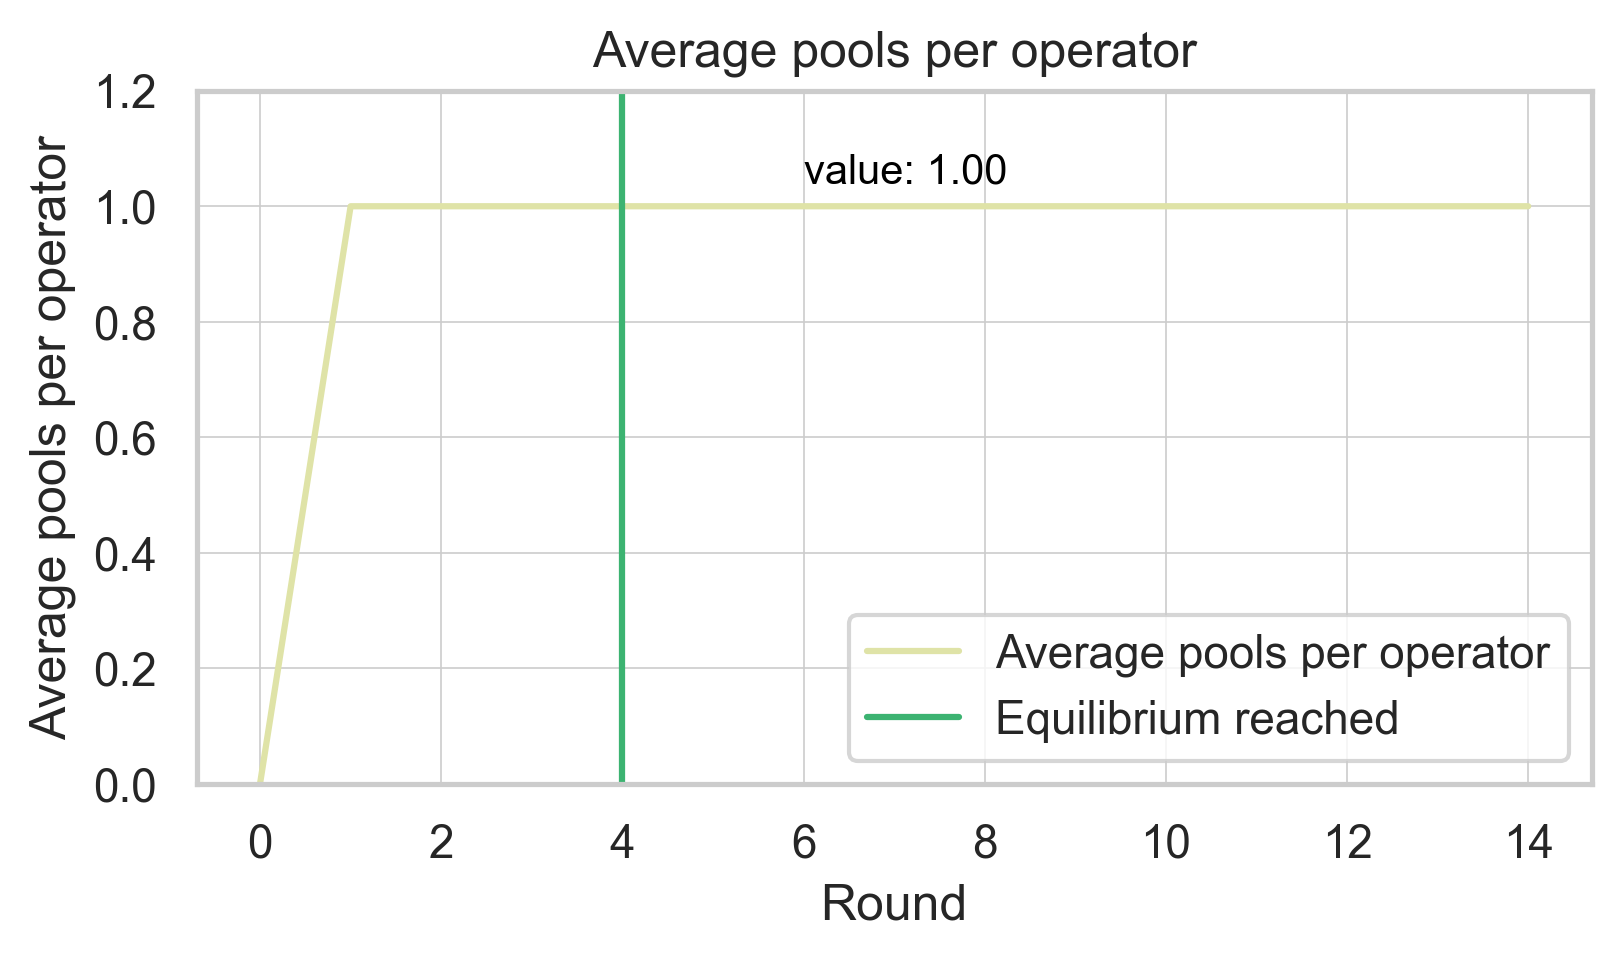 Average pools per operator
Average pools per operator
1.2
1.0
0.8
0.6
0.4
0.2
0.0
value: 1.00
Average pools per operator
Equilibrium reached
0 2 4 6 8 10 12 14
Round